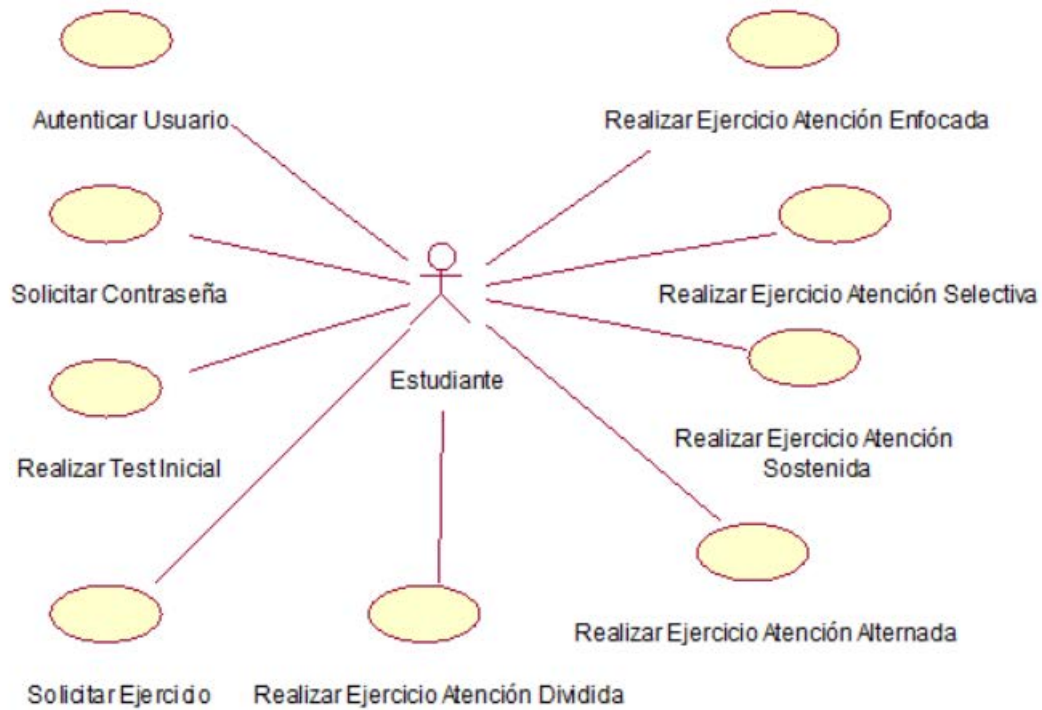 Autenticar Usuario
Realizar Ejercicio Atención Enfocada
Solicitar Contraseña
Realizar Ejercicio Atención Selectiva
Estudiante
Realizar Ejercicio Atención
Sostenida
Realizar Test Inicial
Realizar Ejercicio Atención Alternada
Solicitar Ejercicio
Realizar Ejercicio Atención Dividida